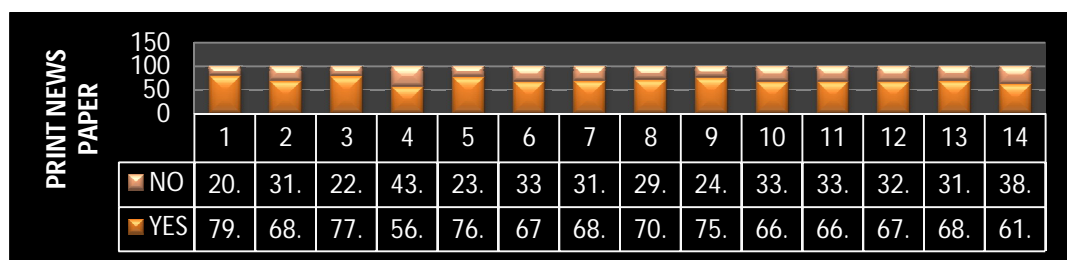 PRINT NEWS
PAPER
150
100
50
0
1 2 3 4 5 6 7 8 9 10 11 12 13 14
NO 20. 31. 22. 43. 23. 33 31. 29. 24. 33. 33. 32. 31. 38.
YES 79. 68. 77. 56. 76. 67 68. 70. 75. 66. 66. 67. 68. 61.